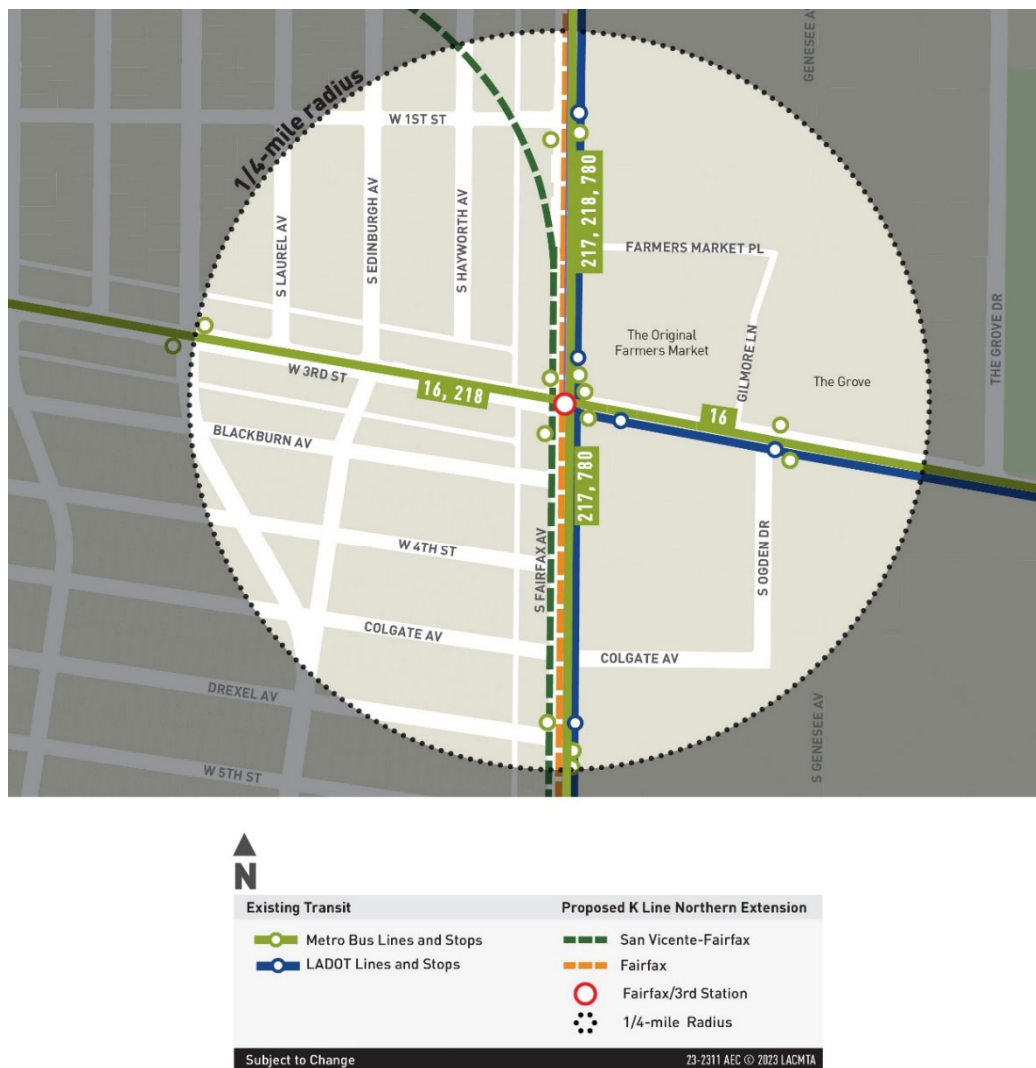 GENESEE AV
1/4-mile radius
W 1ST ST
217, 218, 780
S LAUREL AV
S EDINBURGH AV
S HAYWORTH AV
FARMERS MARKET PL
THE GROVE DR
The Original
Farmers Market
GILMORE LN
The Grove
W 3RD ST
16, 218
16
BLACKBURN AV
217, 780
W 4TH ST
S FAIRFAX AV
S OGDEN DR
COLGATE AV
COLGATE AV
DREXEL AV
S GENESEE AV
W 5TH ST
N
Existing Transit
Metro Bus Lines and Stops
LADOT Lines and Stops
Proposed K Line Northern Extension
San Vicente-Fairfax
Fairfax
Fairfax/3rd Station
1/4-mile Radius
Subject to Change
23-2311 AEC © 2023 LACMTA